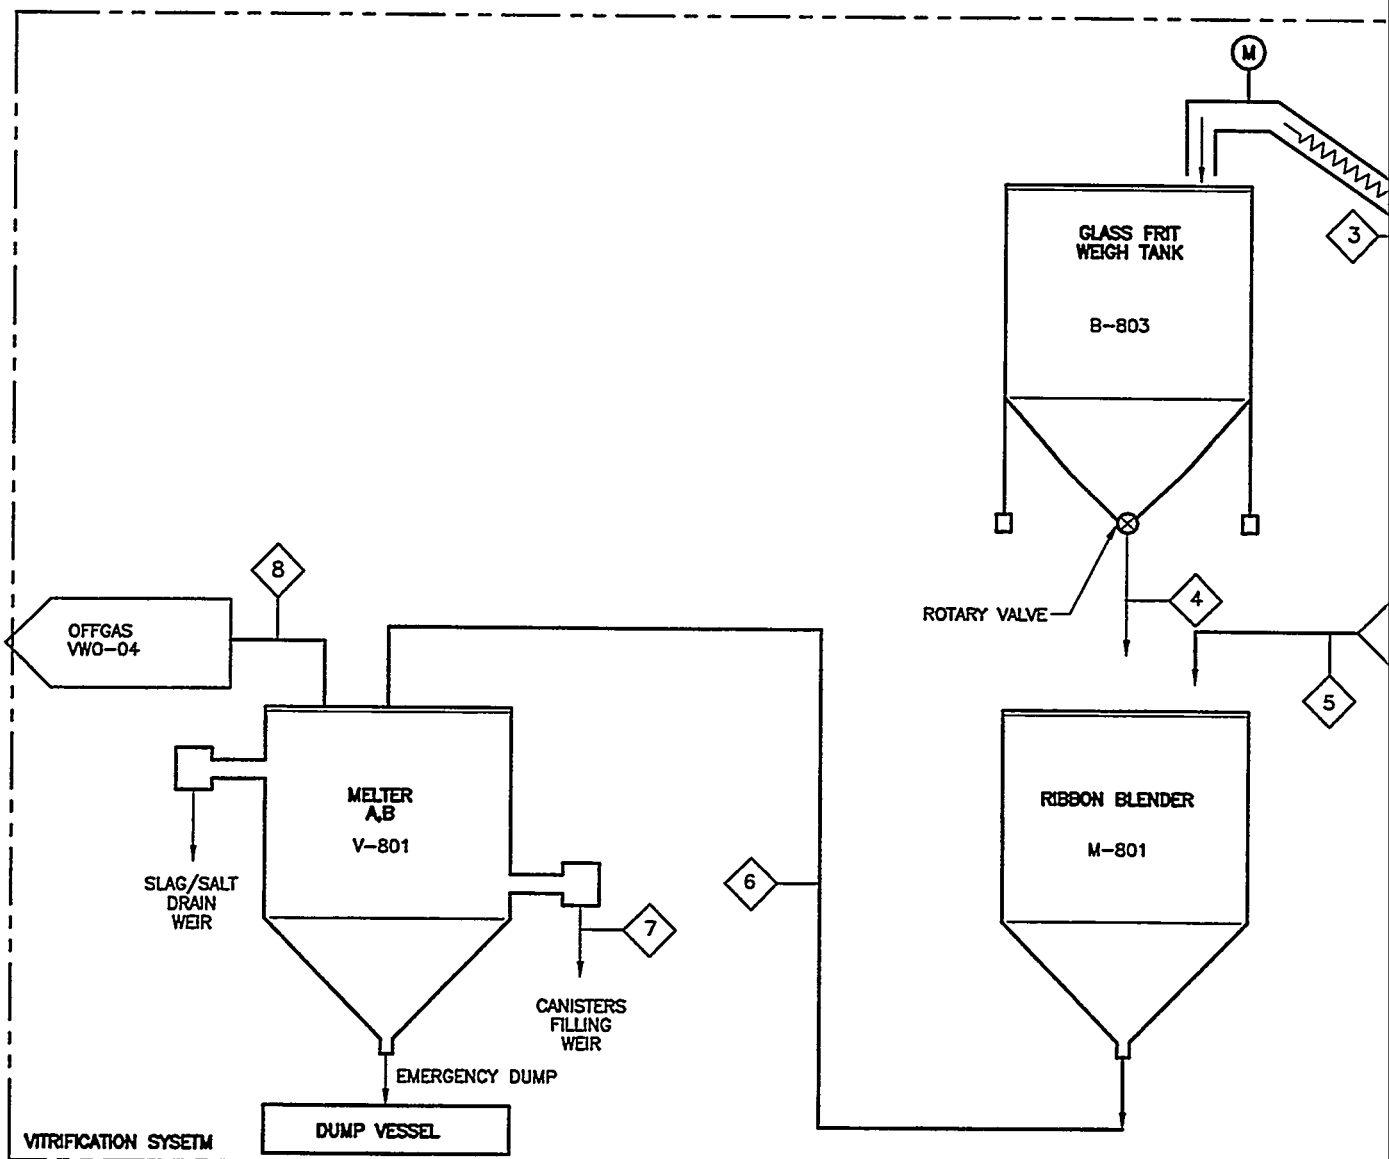 M
3
GLASS FRIT
WEIGH TANK
B-803
ROTARY VALVE
4
5
8
OFFGAS
VWO-04
MELTER
A,B
V-801
SLAG/SALT
DRAIN
WEIR
7
CANISTERS
FILLING
WEIR
6
RIBBON BLENDER
M-801
EMERGENCY DUMP
DUMP VESSEL
VITRIFICATION SYSETM